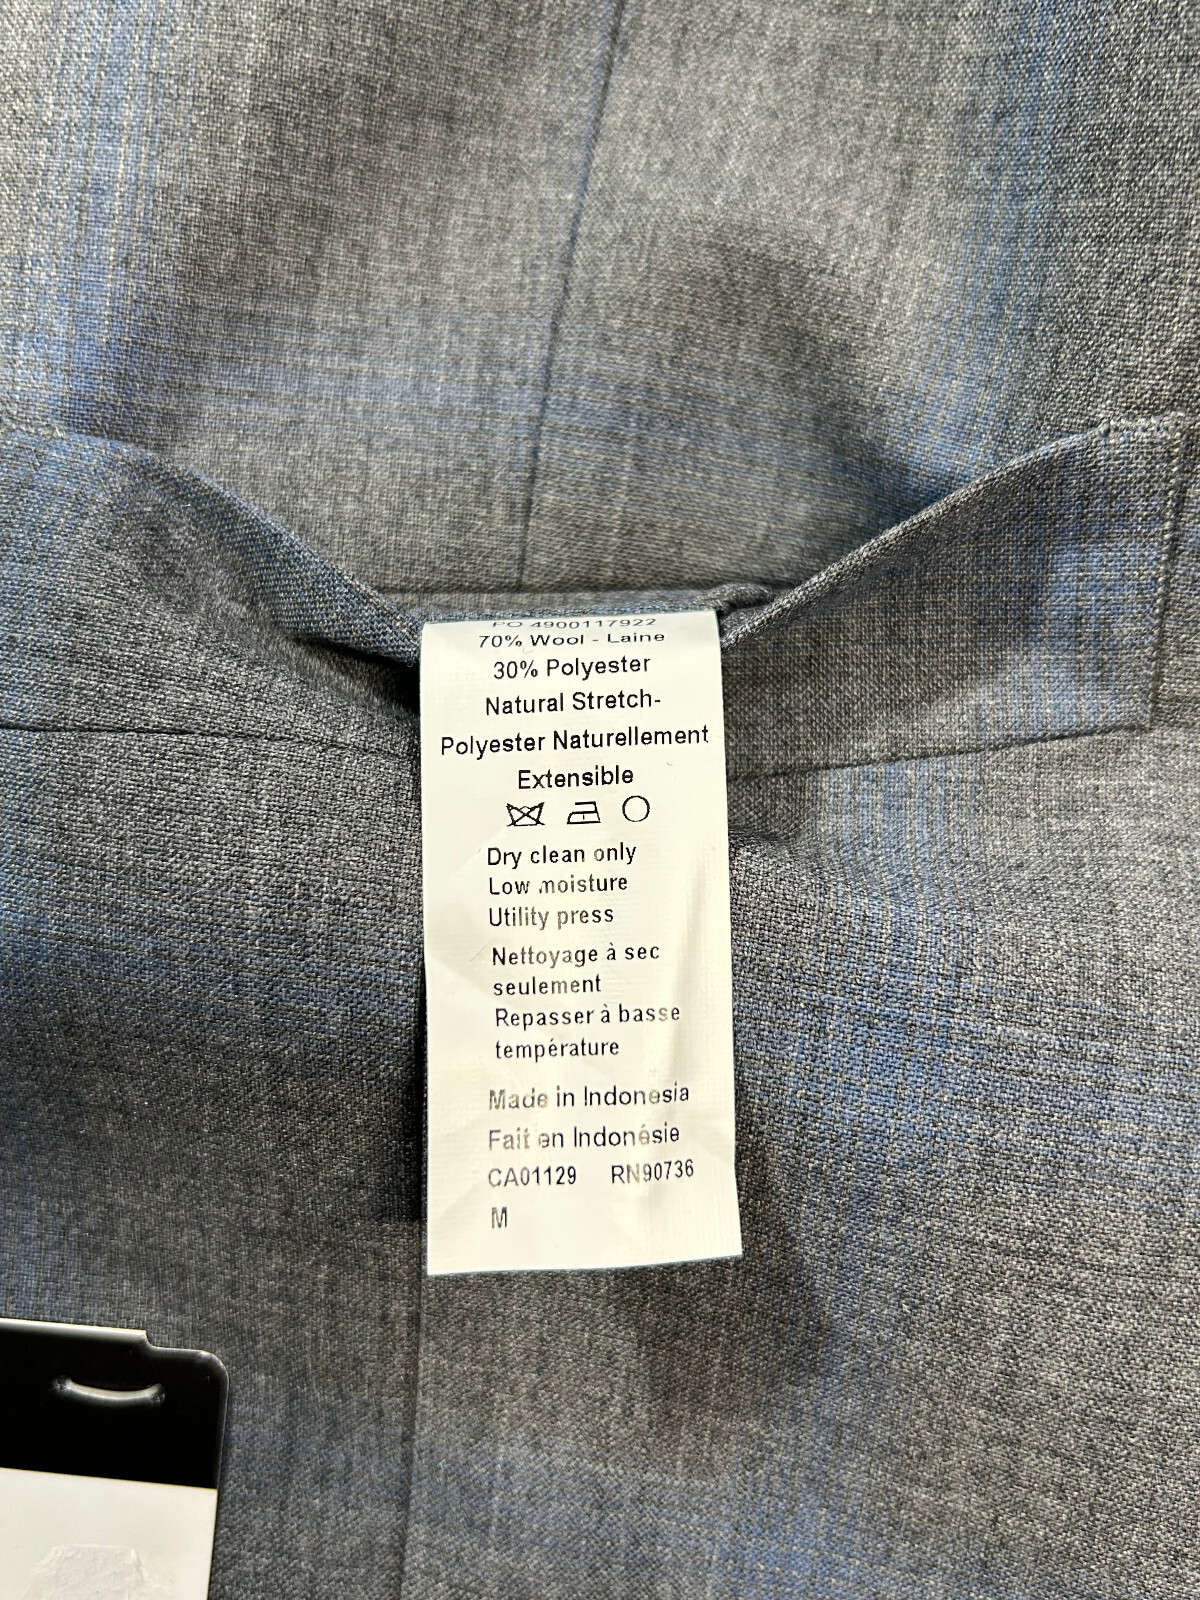 PO 4900117922
70% Wool - Laine
30% Polyester
Natural Stretch-
Polyester Naturellement
Extensible
Dry clean only
Low moisture
Utility press
Nettoyage à sec
seulement
Repasser à basse
température
Made in Indonesia
Fait en Indonésie
CA01129 RN90736
M